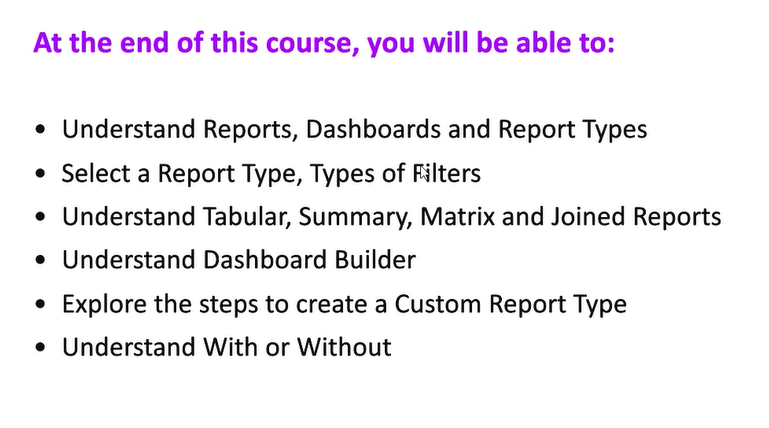 At the end of this course, you will be able to:
• Understand Reports, Dashboards and Report Types
• Select a Report Type, Types of Filters
• Understand Tabular, Summary, Matrix and Joined Reports
• Understand Dashboard Builder
• Explore the steps to create a Custom Report Type
• Understand With or Without